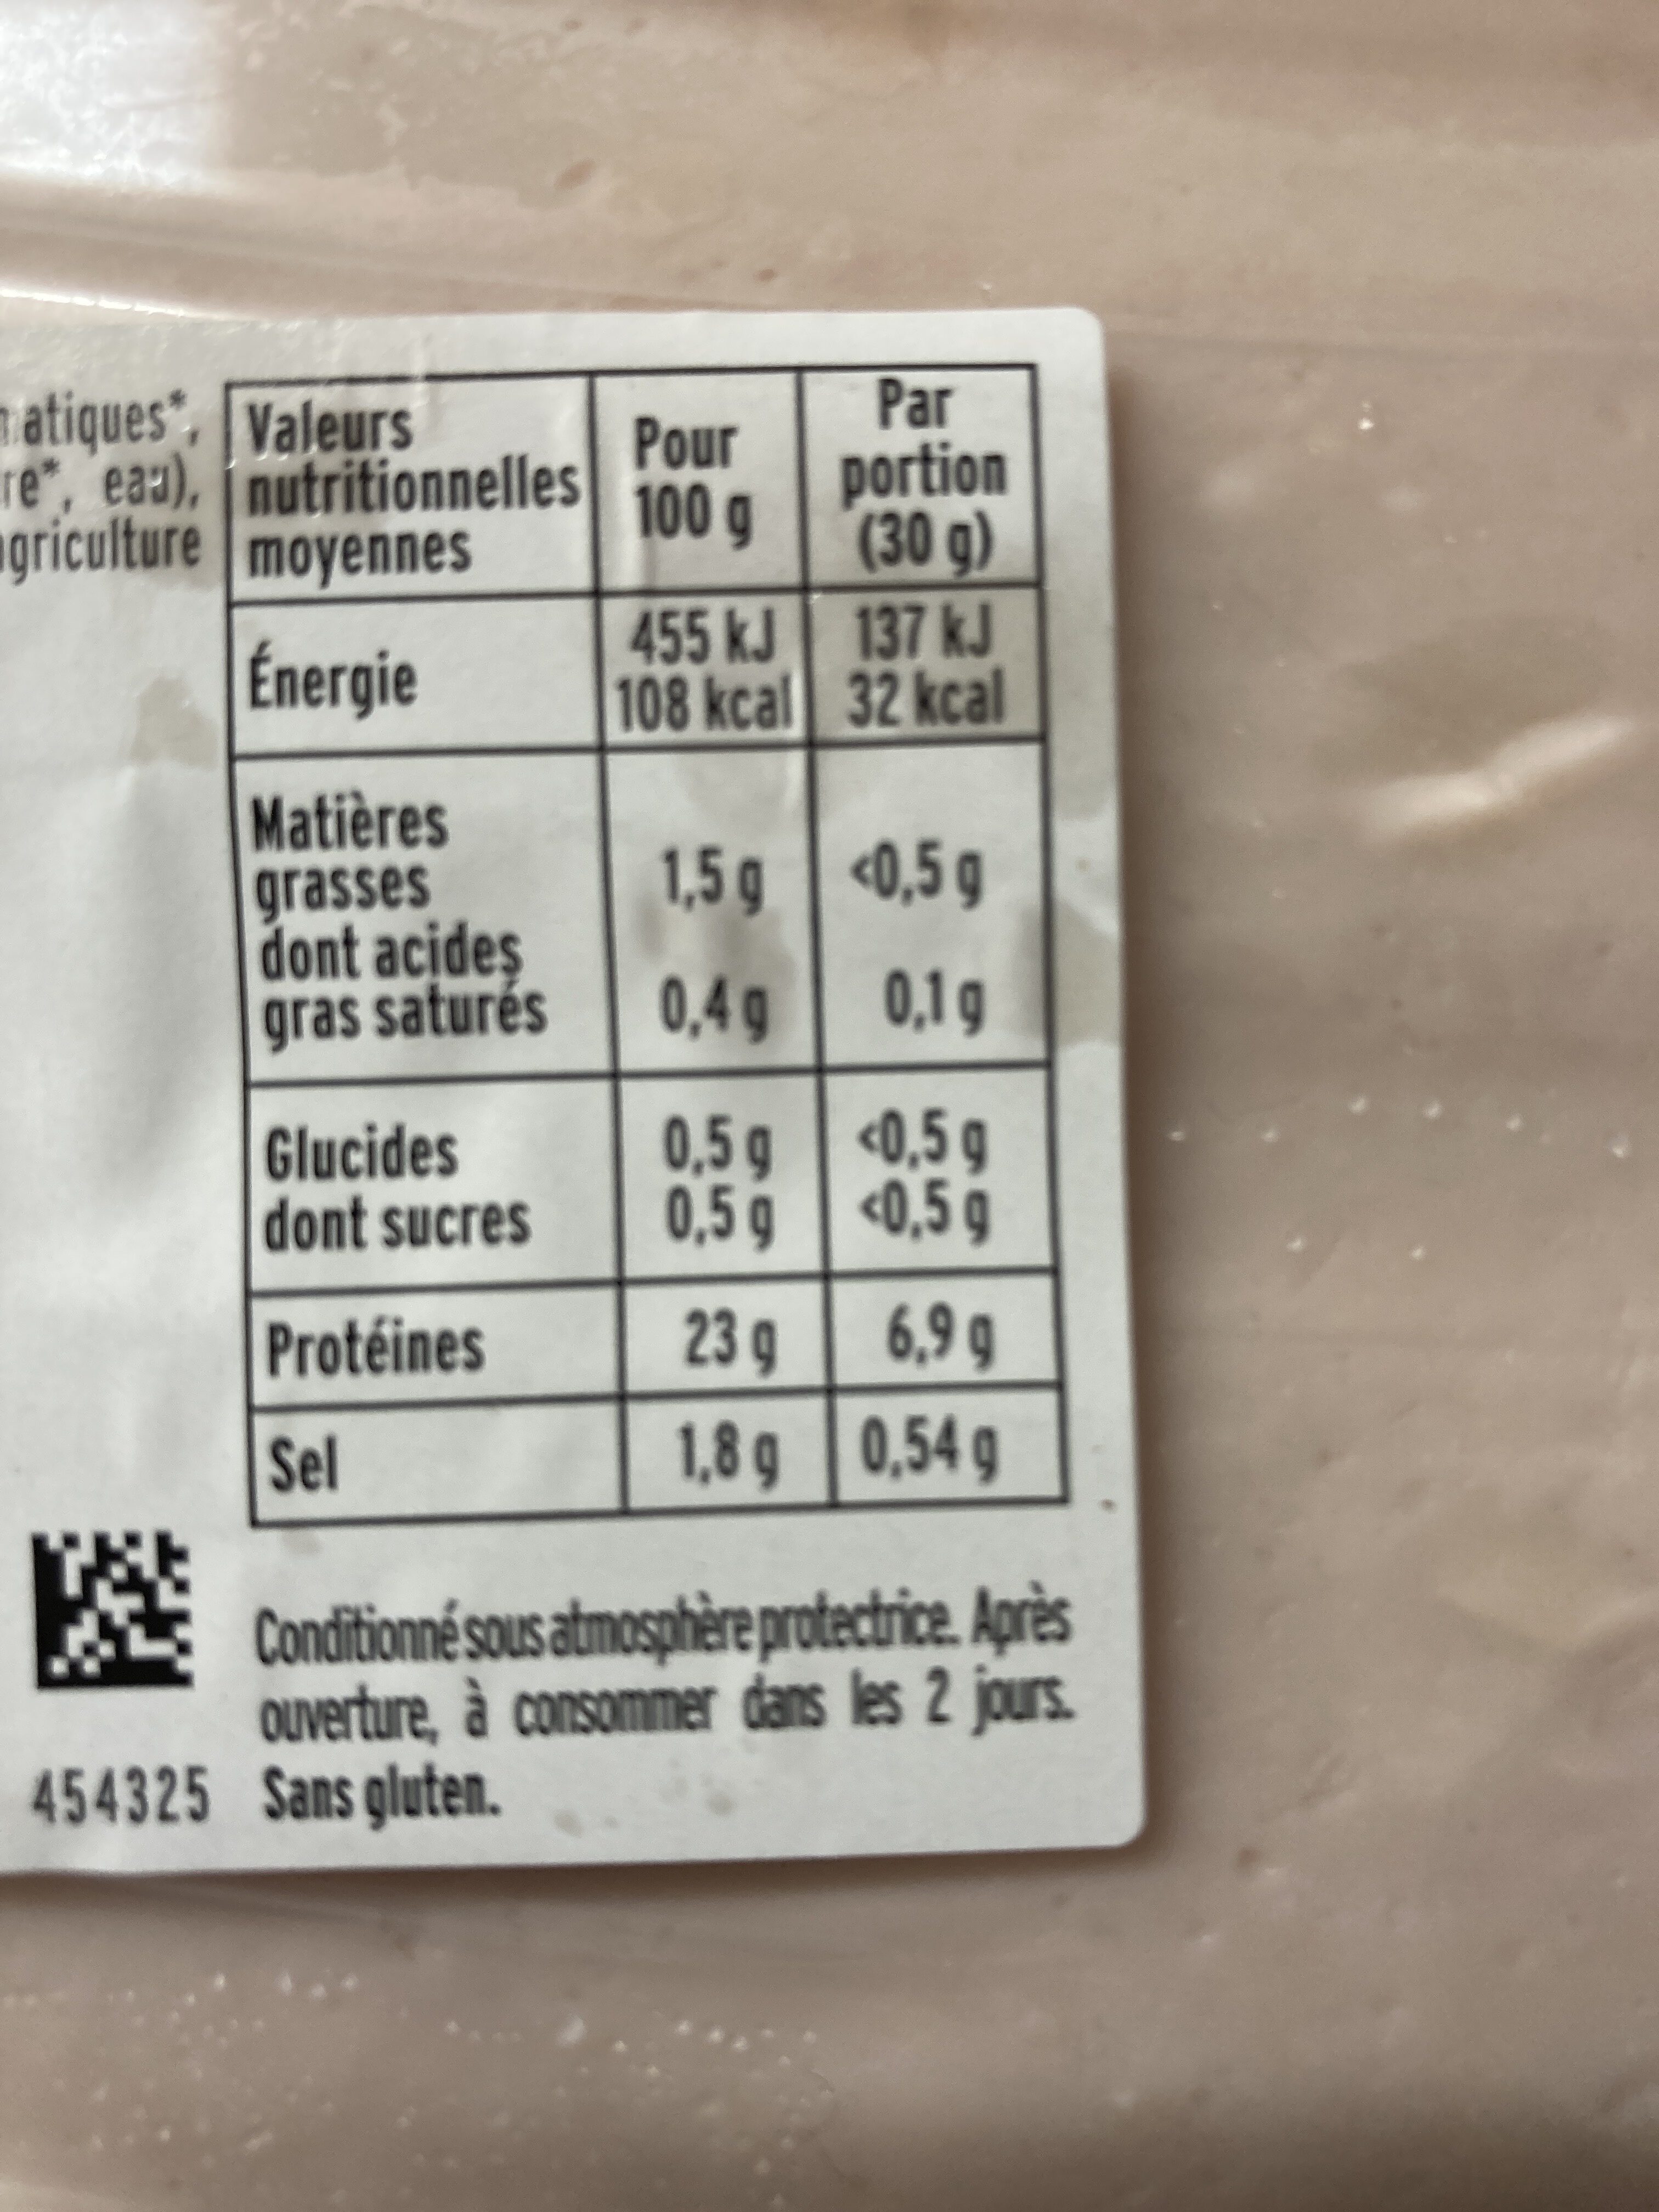 re*, eau),
agriculture
Valeurs
nutritionnelles
moyennes
Pour
100 g
Par
portion
(30 g)
Énergie
455 kJ 137 kJ
108 kcal 32 kcal
Matières
grasses 1,5 g <0,5 g
dont acides
gras saturés 0,4 g 0,1 g
Glucides 0,5 g <0,5 g
dont sucres 0,5 g <0,5 g
Protéines 23 g 6,9 g
Sel 1,8 g 0,54 g
Conditionné sous atmosphère protectrice. Après
ouverture, à consommer dans les 2 jours.
Sans gluten.
454325